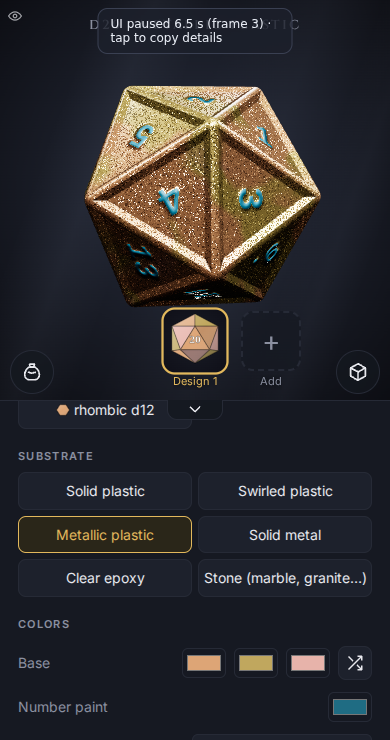 UI paused 6.5 s (frame 3) ·
tap to copy details
5
4
3
13
20
+
Design 1
Add
rhombic d12
SUBSTRATE
Solid plastic
Swirled plastic
Metallic plastic
Solid metal
Clear epoxy
Stone (marble, granite...)
COLORS
Base
Number paint